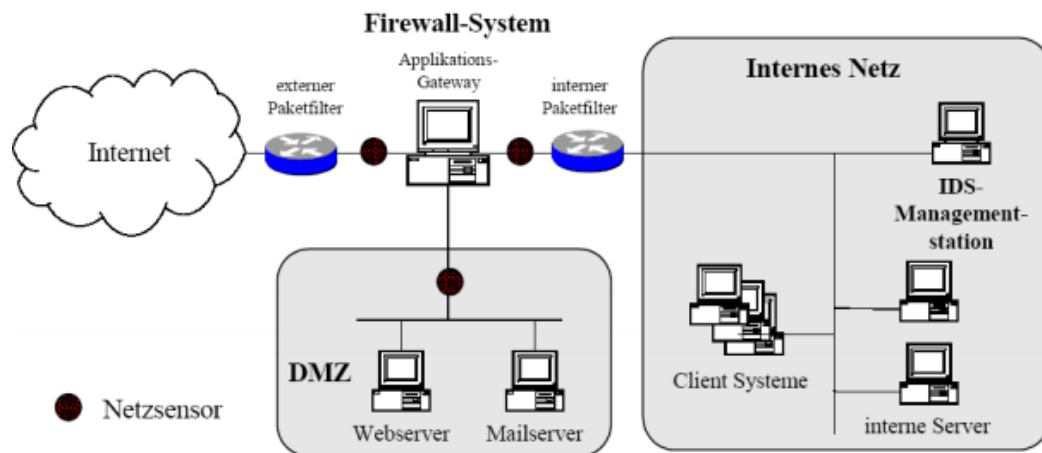 Firewall-System
Applikations-
Gateway
externer
Paketfilter
interner
Paketfilter
Internet
Internes Netz
IDS-
Management-
station
Client Systeme
interne Server
DMZ
Webserver
Mailserver
Netzsensor